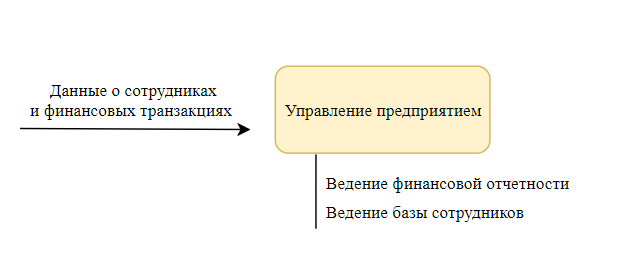 Данные о сотрудниках
и финансовых транзакциях
Управление предприятием
Ведение финансовой отчетности
Ведение базы сотрудников